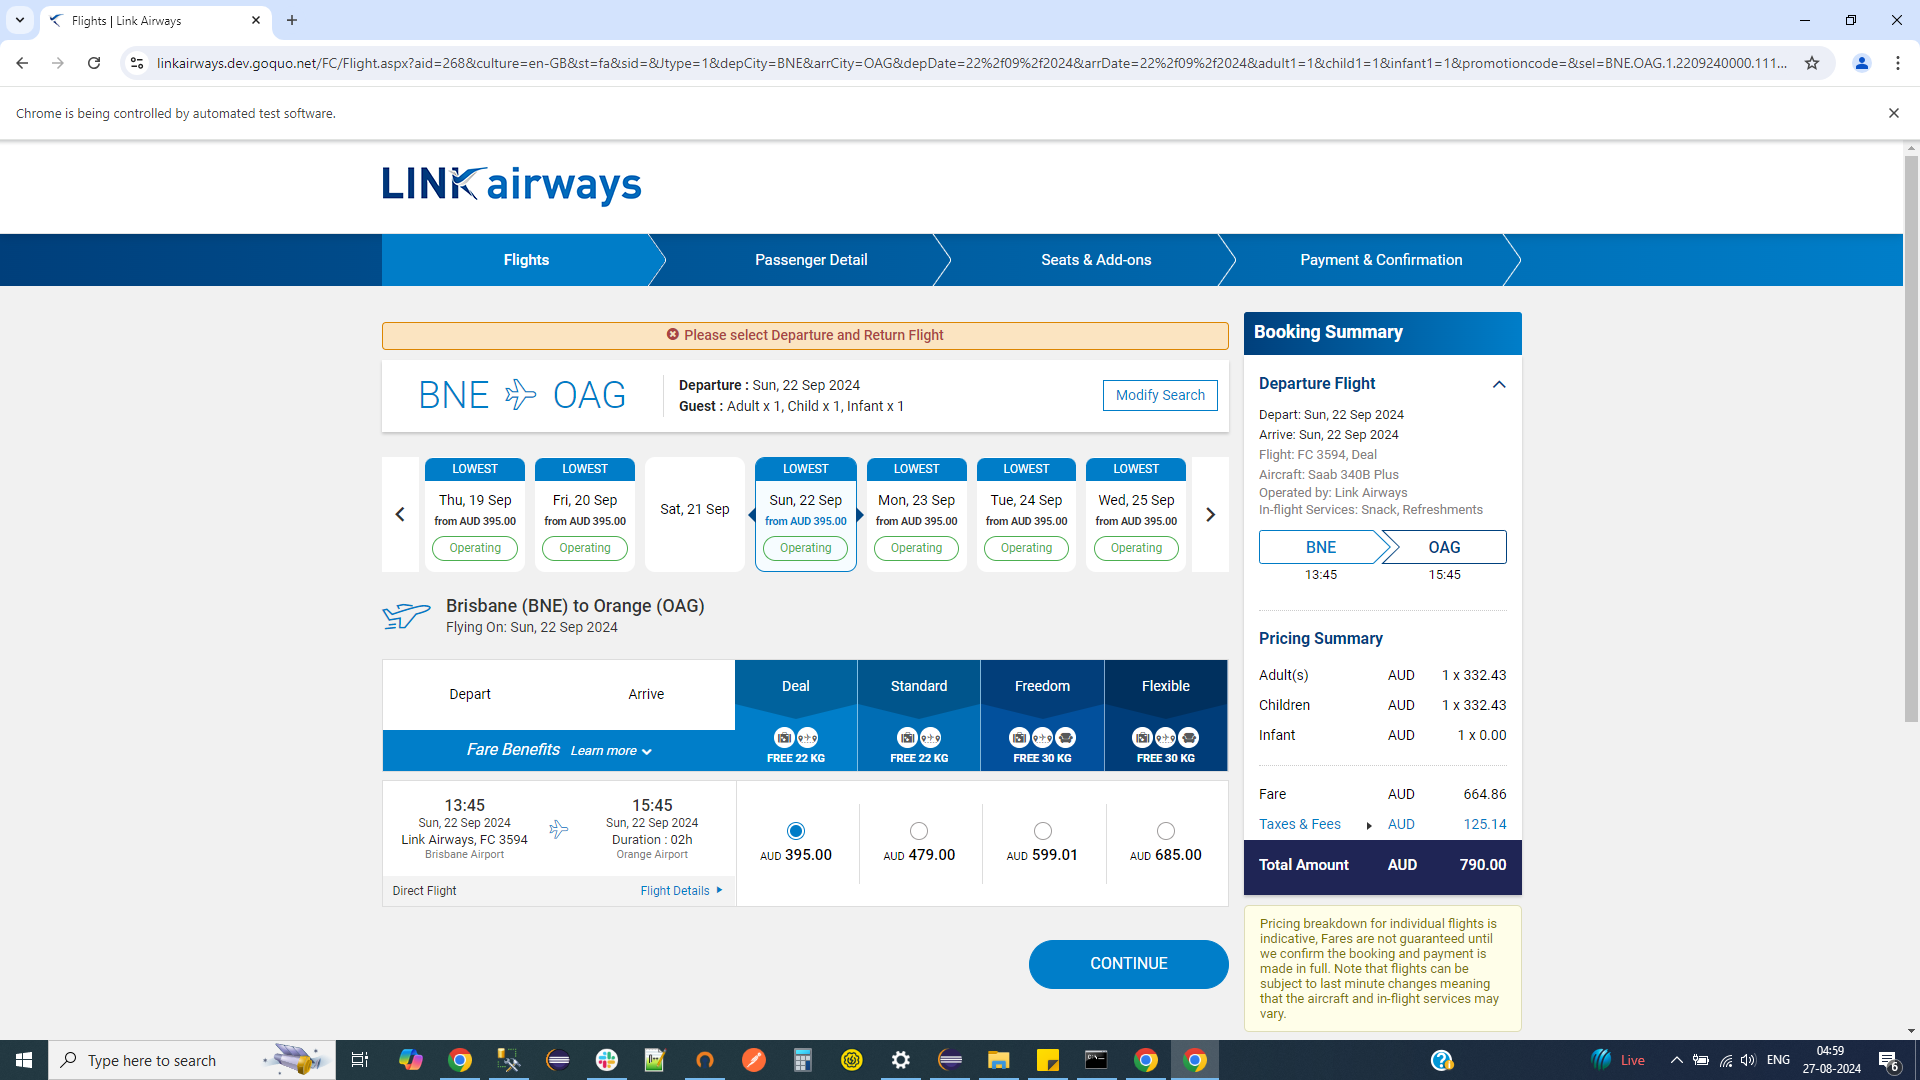 Flights | Link Airways
linkairways.dev.goquo.net/FC/Flight.aspx?aid=268&culture=en-GB&st=fa&sid=&Jtype=1&depCity=BNE&arrCity=OAG&depDate=22%2f09%2f2024&arrDate=22%2f09%2f2024&adult1=1&child1=1&infant1=1&promotioncode=&sel=BNE.OAG.1.2209240000.111...
Chrome is being controlled by automated test software.
LINK airways
Flights
Passenger Detail
Seats & Add-ons
Payment & Confirmation
Please select Departure and Return Flight
BNE OAG
Departure : Sun, 22 Sep 2024
Guest : Adult x 1, Child x 1, Infant x 1
Modify Search
LOWEST
Thu, 19 Sep
from AUD 395.00
Operating
LOWEST
Fri, 20 Sep
from AUD 395.00
Operating
Sat, 21 Sep
LOWEST
Sun, 22 Sep
from AUD 395.00
Operating
LOWEST
Mon, 23 Sep
from AUD 395.00
Operating
LOWEST
Tue, 24 Sep
from AUD 395.00
Operating
LOWEST
Wed, 25 Sep
from AUD 395.00
Operating
Brisbane (BNE) to Orange (OAG)
Flying On: Sun, 22 Sep 2024
Depart Arrive
Fare Benefits Learn more
Deal
FREE 22 KG
Standard
FREE 22 KG
Freedom
FREE 30 KG
Flexible
FREE 30 KG
13:45
Sun, 22 Sep 2024
Link Airways, FC 3594
Brisbane Airport
15:45
Sun, 22 Sep 2024
Duration : 02h
Orange Airport
Direct Flight
Flight Details
AUD 395.00
AUD 479.00
AUD 599.01
AUD 685.00
CONTINUE
Booking Summary
Departure Flight
Depart: Sun, 22 Sep 2024
Arrive: Sun, 22 Sep 2024
Flight: FC 3594, Deal
Aircraft: Saab 340B Plus
Operated by: Link Airways
In-flight Services: Snack, Refreshments
BNE OAG
13:45 15:45
Pricing Summary
Adult(s) AUD 1 x 332.43
Children AUD 1 x 332.43
Infant AUD 1 x 0.00
Fare AUD 664.86
Taxes & Fees AUD 125.14
Total Amount AUD 790.00
Pricing breakdown for individual flights is
indicative, Fares are not guaranteed until
we confirm the booking and payment is
made in full. Note that flights can be
subject to last minute changes meaning
that the aircraft and in-flight services may
vary.
Type here to search
Live
ENG
04:59
27-08-2024
6